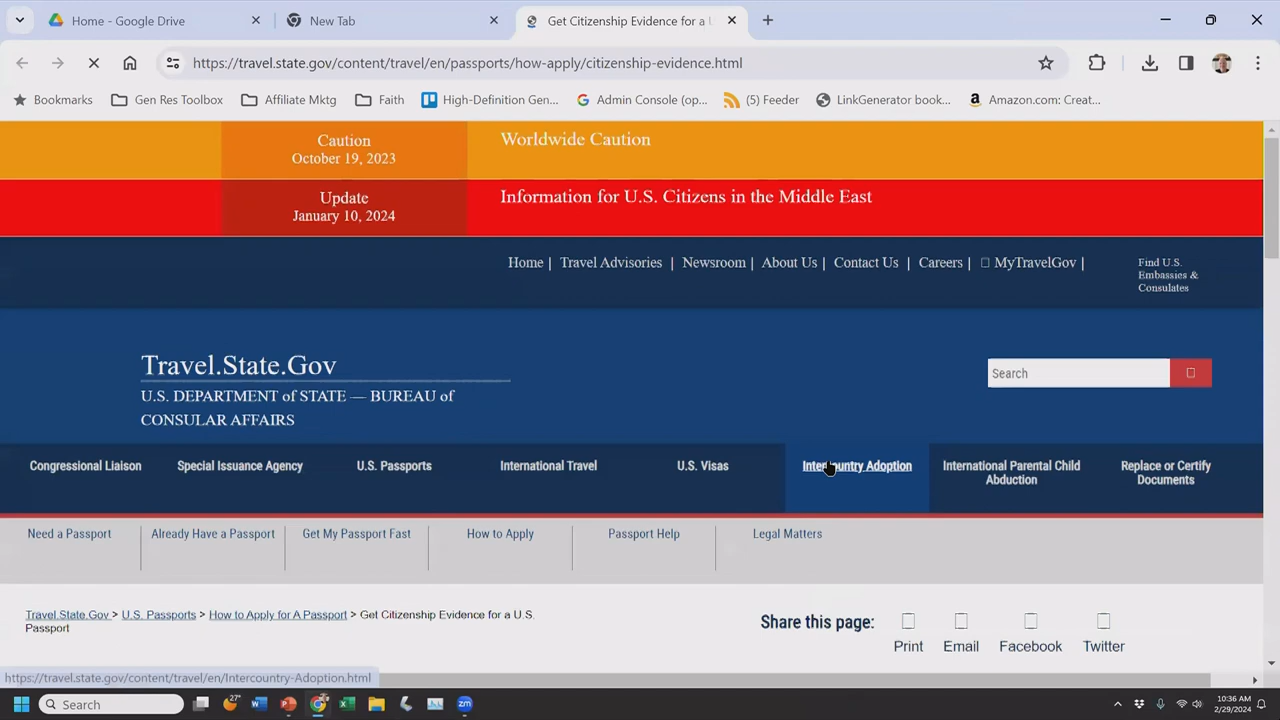 Home - Google Drive
New Tab
Get Citizenship Evidence for a U
https://travel.state.gov/content/travel/en/passports/how-apply/citizenship-evidence.html
Bookmarks
Gen Res Toolbox
Affiliate Mktg
Faith
High-Definition Gen...
Admin Console (op...
(5) Feeder
LinkGenerator book...
Amazon.com: Creat...
Caution
October 19, 2023
Worldwide Caution
Update
January 10, 2024
Information for U.S. Citizens in the Middle East
Home |
Travel Advisories |
Newsroom |
About Us |
Contact Us |
Careers |
MyTravelGov |
Find U.S.
Embassies &
Consulates
Travel.State.Gov
U.S. DEPARTMENT of STATE — BUREAU of
CONSULAR AFFAIRS
Search
Congressional Liaison
Special Issuance Agency
U.S. Passports
International Travel
U.S. Visas
Intercountry Adoption
International Parental Child
Abduction
Replace or Certify
Documents
Need a Passport
Already Have a Passport
Get My Passport Fast
How to Apply
Passport Help
Legal Matters
Travel.State.Gov > U.S. Passports > How to Apply for A Passport > Get Citizenship Evidence for a U.S.
Passport
Share this page:
Print
Email
Facebook
Twitter
https://travel.state.gov/content/travel/en/Intercountry-Adoption.html
Search
27°
10:36 AM
2/29/2024